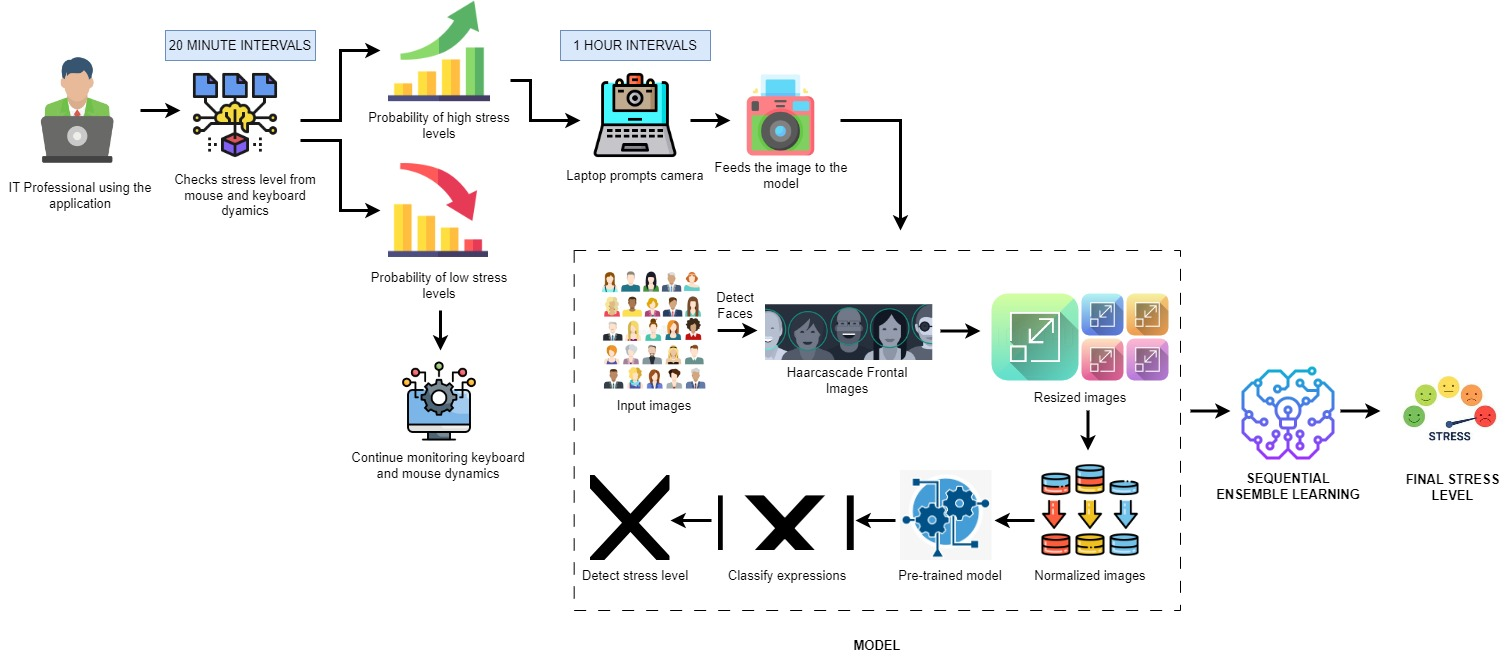 20 MINUTE INTERVALS
1 HOUR INTERVALS
IT Professional using the
application
Checks stress level from
mouse and keyboard
dyamics
Probability of high stress
levels
Laptop prompts camera
Feeds the image to the
model
Probability of low stress
levels
Continue monitoring keyboard
and mouse dynamics
Input images
Detect
Faces
Haarcascade Frontal
Images
Resized images
Normalized images
Pre-trained model
Classify expressions
Detect stress level
MODEL
SEQUENTIAL
ENSEMBLE LEARNING
STRESS
FINAL STRESS
LEVEL